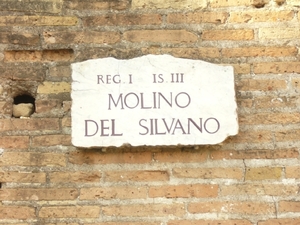 REG. I IS. III
MOLINO
DEL SILVANO